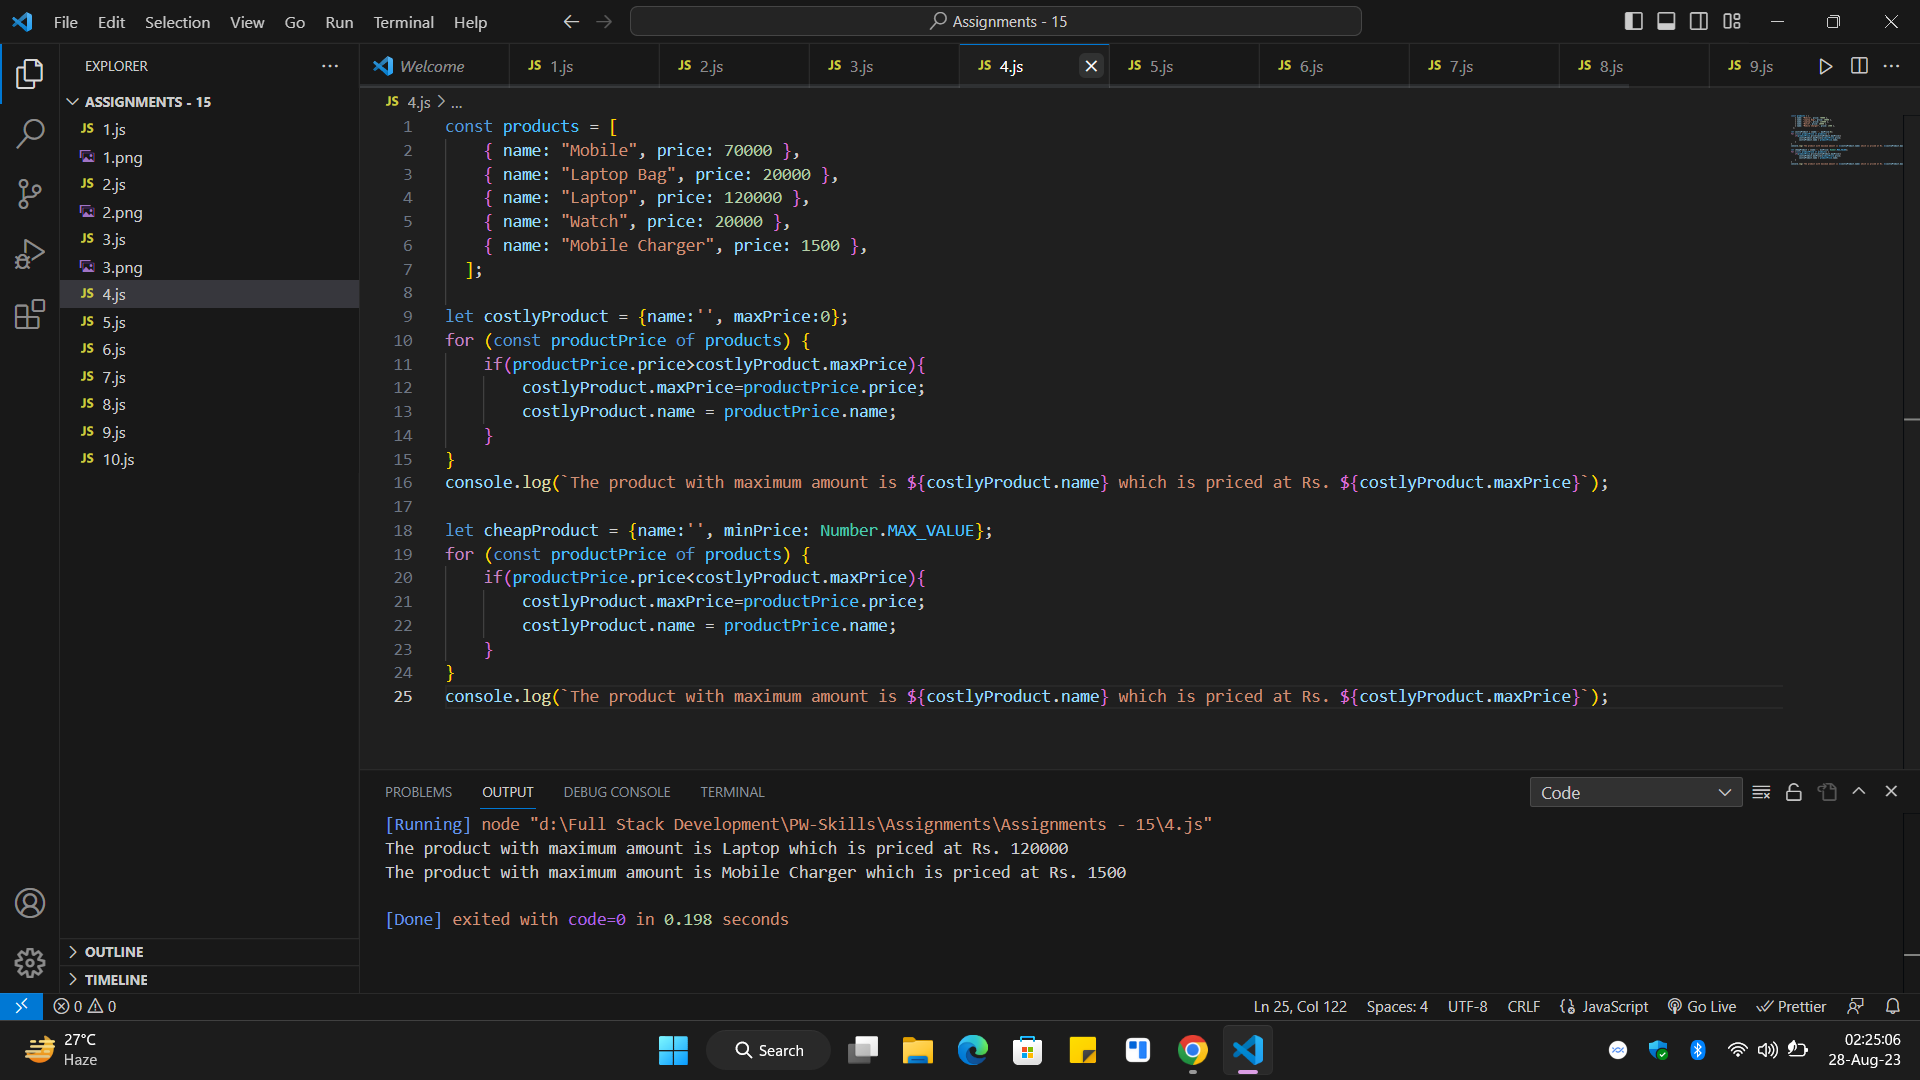 File Edit Selection View Go Run Terminal Help
Assignments - 15
EXPLORER
ASSIGNMENTS - 15
JS 1.js
1.png
JS 2.js
2.png
JS 3.js
3.png
JS 4.js
JS 5.js
JS 6.js
JS 7.js
JS 8.js
JS 9.js
JS 10.js
OUTLINE
TIMELINE
Welcome
JS 1.js
JS 2.js
JS 3.js
JS 4.js
JS 5.js
JS 6.js
JS 7.js
JS 8.js
JS 9.js
JS 4.js > ...
1 const products = [
2 { name: "Mobile", price: 70000 },
3 { name: "Laptop Bag", price: 20000 },
4 { name: "Laptop", price: 120000 },
5 { name: "Watch", price: 20000 },
6 { name: "Mobile Charger", price: 1500 },
7 ];
8
9 let costlyProduct = {name:'', maxPrice:0};
10 for (const productPrice of products) {
11 if(productPrice.price>costlyProduct.maxPrice){
12 costlyProduct.maxPrice=productPrice.price;
13 costlyProduct.name = productPrice.name;
14 }
15 }
16 console.log(`The product with maximum amount is ${costlyProduct.name} which is priced at Rs. ${costlyProduct.maxPrice}`);
17
18 let cheapProduct = {name:'', minPrice: Number.MAX_VALUE};
19 for (const productPrice of products) {
20 if(productPrice.price<costlyProduct.maxPrice){
21 costlyProduct.maxPrice=productPrice.price;
22 costlyProduct.name = productPrice.name;
23 }
24 }
25 console.log(`The product with maximum amount is ${costlyProduct.name} which is priced at Rs. ${costlyProduct.maxPrice}`);
PROBLEMS OUTPUT DEBUG CONSOLE TERMINAL
Code
[Running] node "d:\Full Stack Development\PW-Skills\Assignments\Assignments - 15\4.js"
The product with maximum amount is Laptop which is priced at Rs. 120000
The product with maximum amount is Mobile Charger which is priced at Rs. 1500
[Done] exited with code=0 in 0.198 seconds
0 0
Ln 25, Col 122 Spaces: 4 UTF-8 CRLF JavaScript Go Live Prettier
27°C
Haze
Search
02:25:06
28-Aug-23